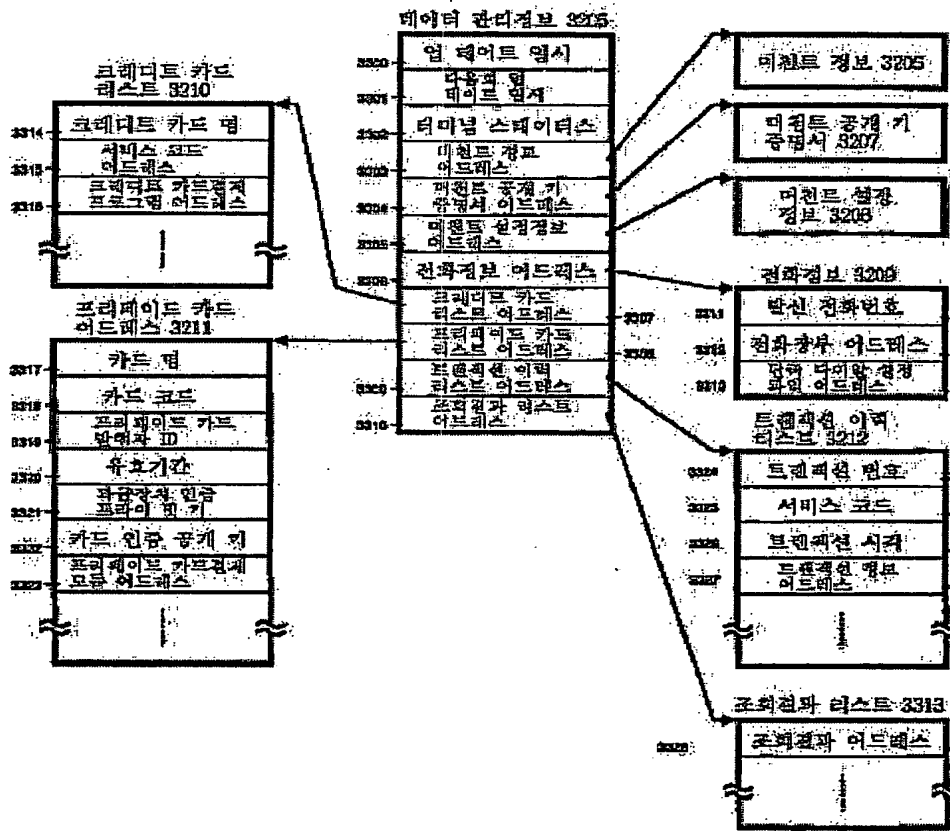 데이터 관리정보 3205
3300
업 데이트 일시
3301
다음의 업
데이트 일시
3302
터미널 스테이터스
3303
머천트 정보
어드레스
3304
머천트 공개 키
증명서 어드레스
3305
머천트 설정정보
어드레스
3306
전화정보 어드레스
크레디트 카드
리스트 어드레스
3307
프리페이드 카드
리스트 어드레스
3308
트랜잭션 이력
리스트 어드레스
3309
조회결과 리스트
어드레스
3310
크레디트 카드
리스트 3210
3314
크레디트 카드 명
3315
서비스 코드
어드레스
3316
크레디트 카드결제
프로그램 어드레스
프리페이드 카드
어드레스 3211
3317
카드 명
3318
카드 코드
3319
프리페이드 카드
발행자 ID
3320
유효기간
3321
과금장치 인증
프라이빗 키
3322
카드 인증 공개 키
3323
프리페이드 카드결제
모듈 어드레스
머천트 정보 3205
머천트 공개 키
증명서 3207
머천트 설정
정보 3208
전화정보 3209
3311
발신 전화번호
3312
전화장부 어드레스
3313
단축 다이얼 설정
파일 어드레스
트랜잭션 이력
리스트 3212
3324
트랜잭션 번호
3325
서비스 코드
3326
트랜잭션 시각
3327
트랜잭션 정보
어드레스
조회결과 리스트 3313
3328
조회결과 어드레스